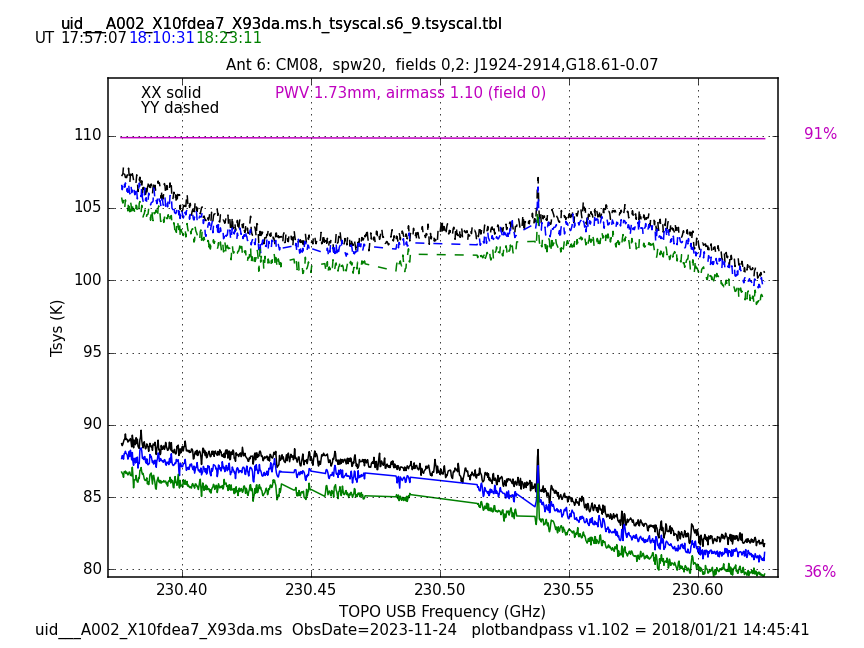 uid___A002_X10fdea7_X93da.ms.h_tsyscal.s6_9.tsyscal.tbl
UT 17:57:07 18:10:31 18:23:11
Ant 6: CM08,  spw20,  fields 0,2: J1924-2914,G18.61-0.07
XX solid
YY dashed
PWV 1.73mm, airmass 1.10 (field 0)
91%
36%
Tsys (K)
110
105
100
95
90
85
80
230.40 230.45 230.50 230.55 230.60
TOPO USB Frequency (GHz)
uid___A002_X10fdea7_X93da.ms  ObsDate=2023-11-24   plotbandpass v1.102 = 2018/01/21 14:45:41